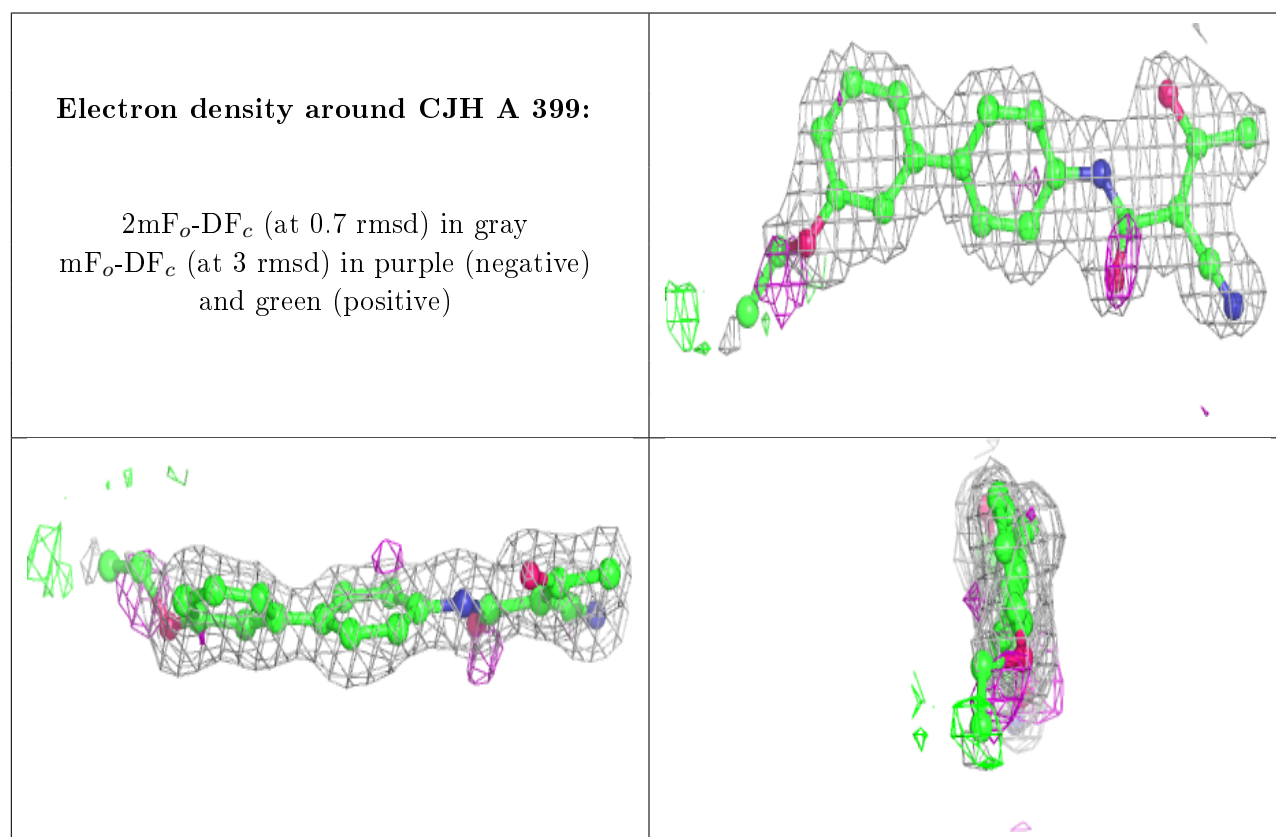 Electron density around CJH A 399:
2mFₒ-DF𝒸 (at 0.7 rmsd) in gray
mFₒ-DF𝒸 (at 3 rmsd) in purple (negative)
and green (positive)